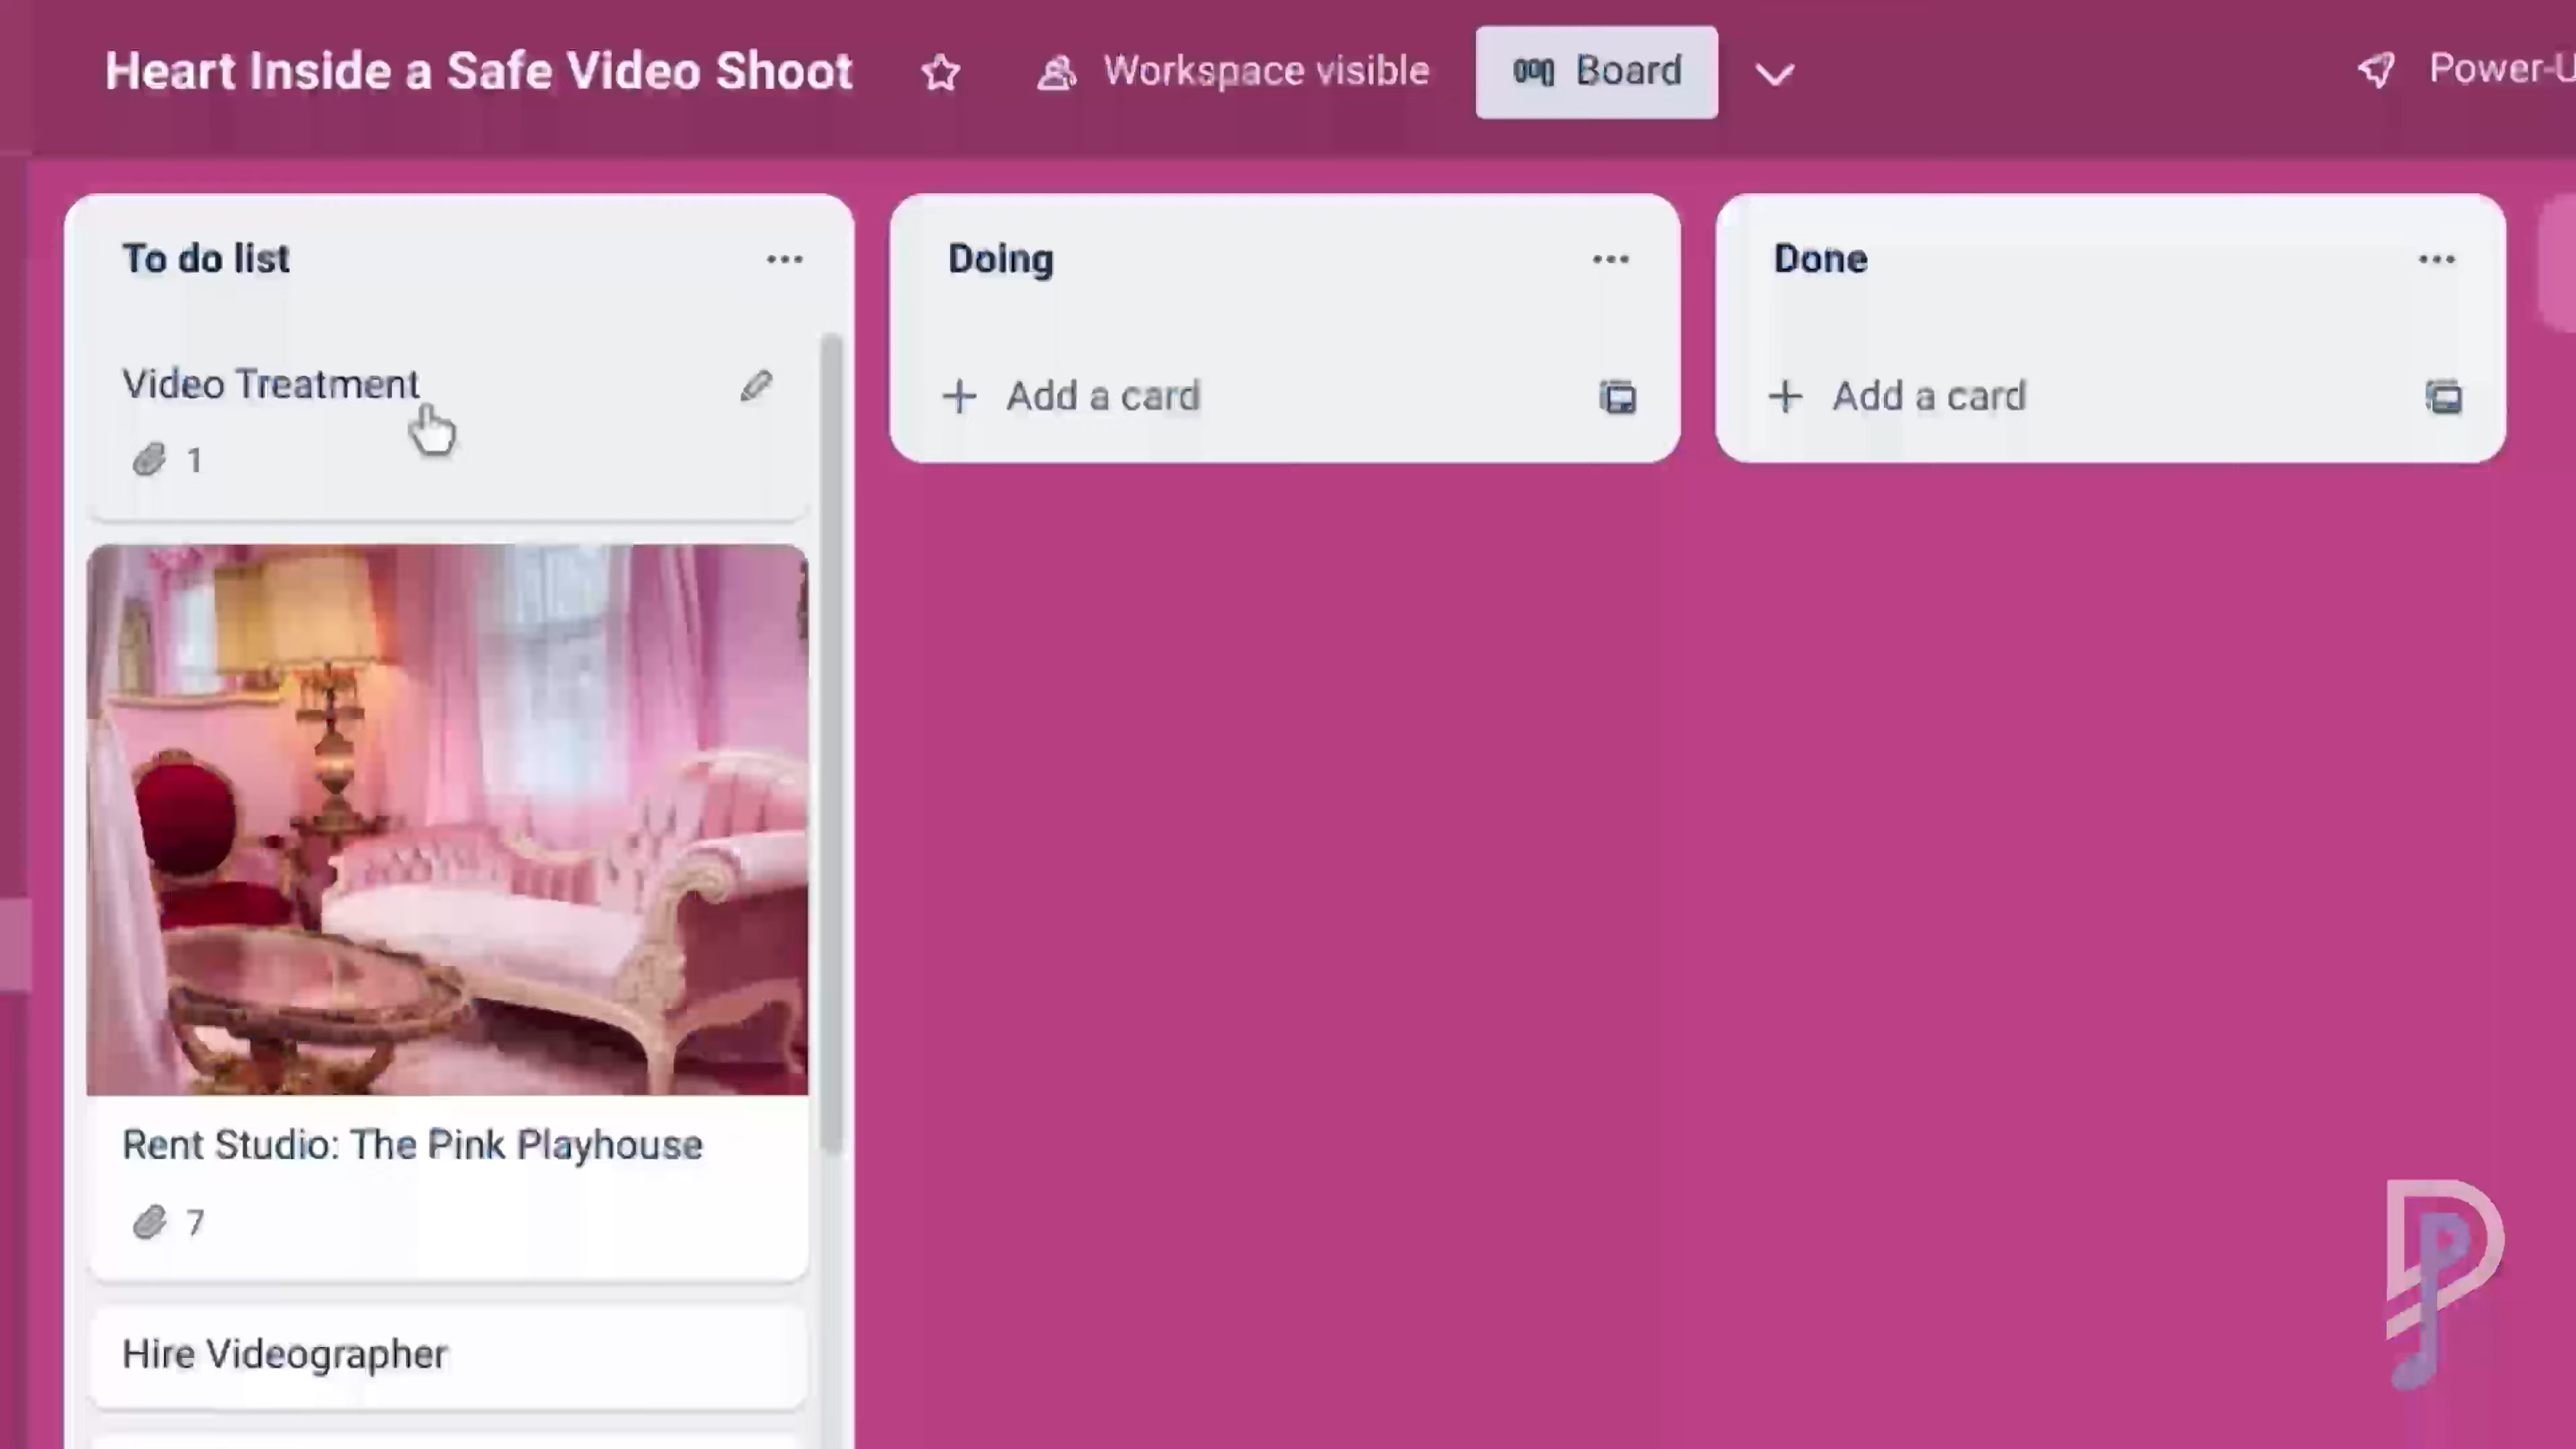 Heart Inside a Safe Video Shoot
Workspace visible
Board
Power-U
To do list
Doing
Done
Video Treatment
1
Add a card
Add a card
Rent Studio: The Pink Playhouse
7
Hire Videographer